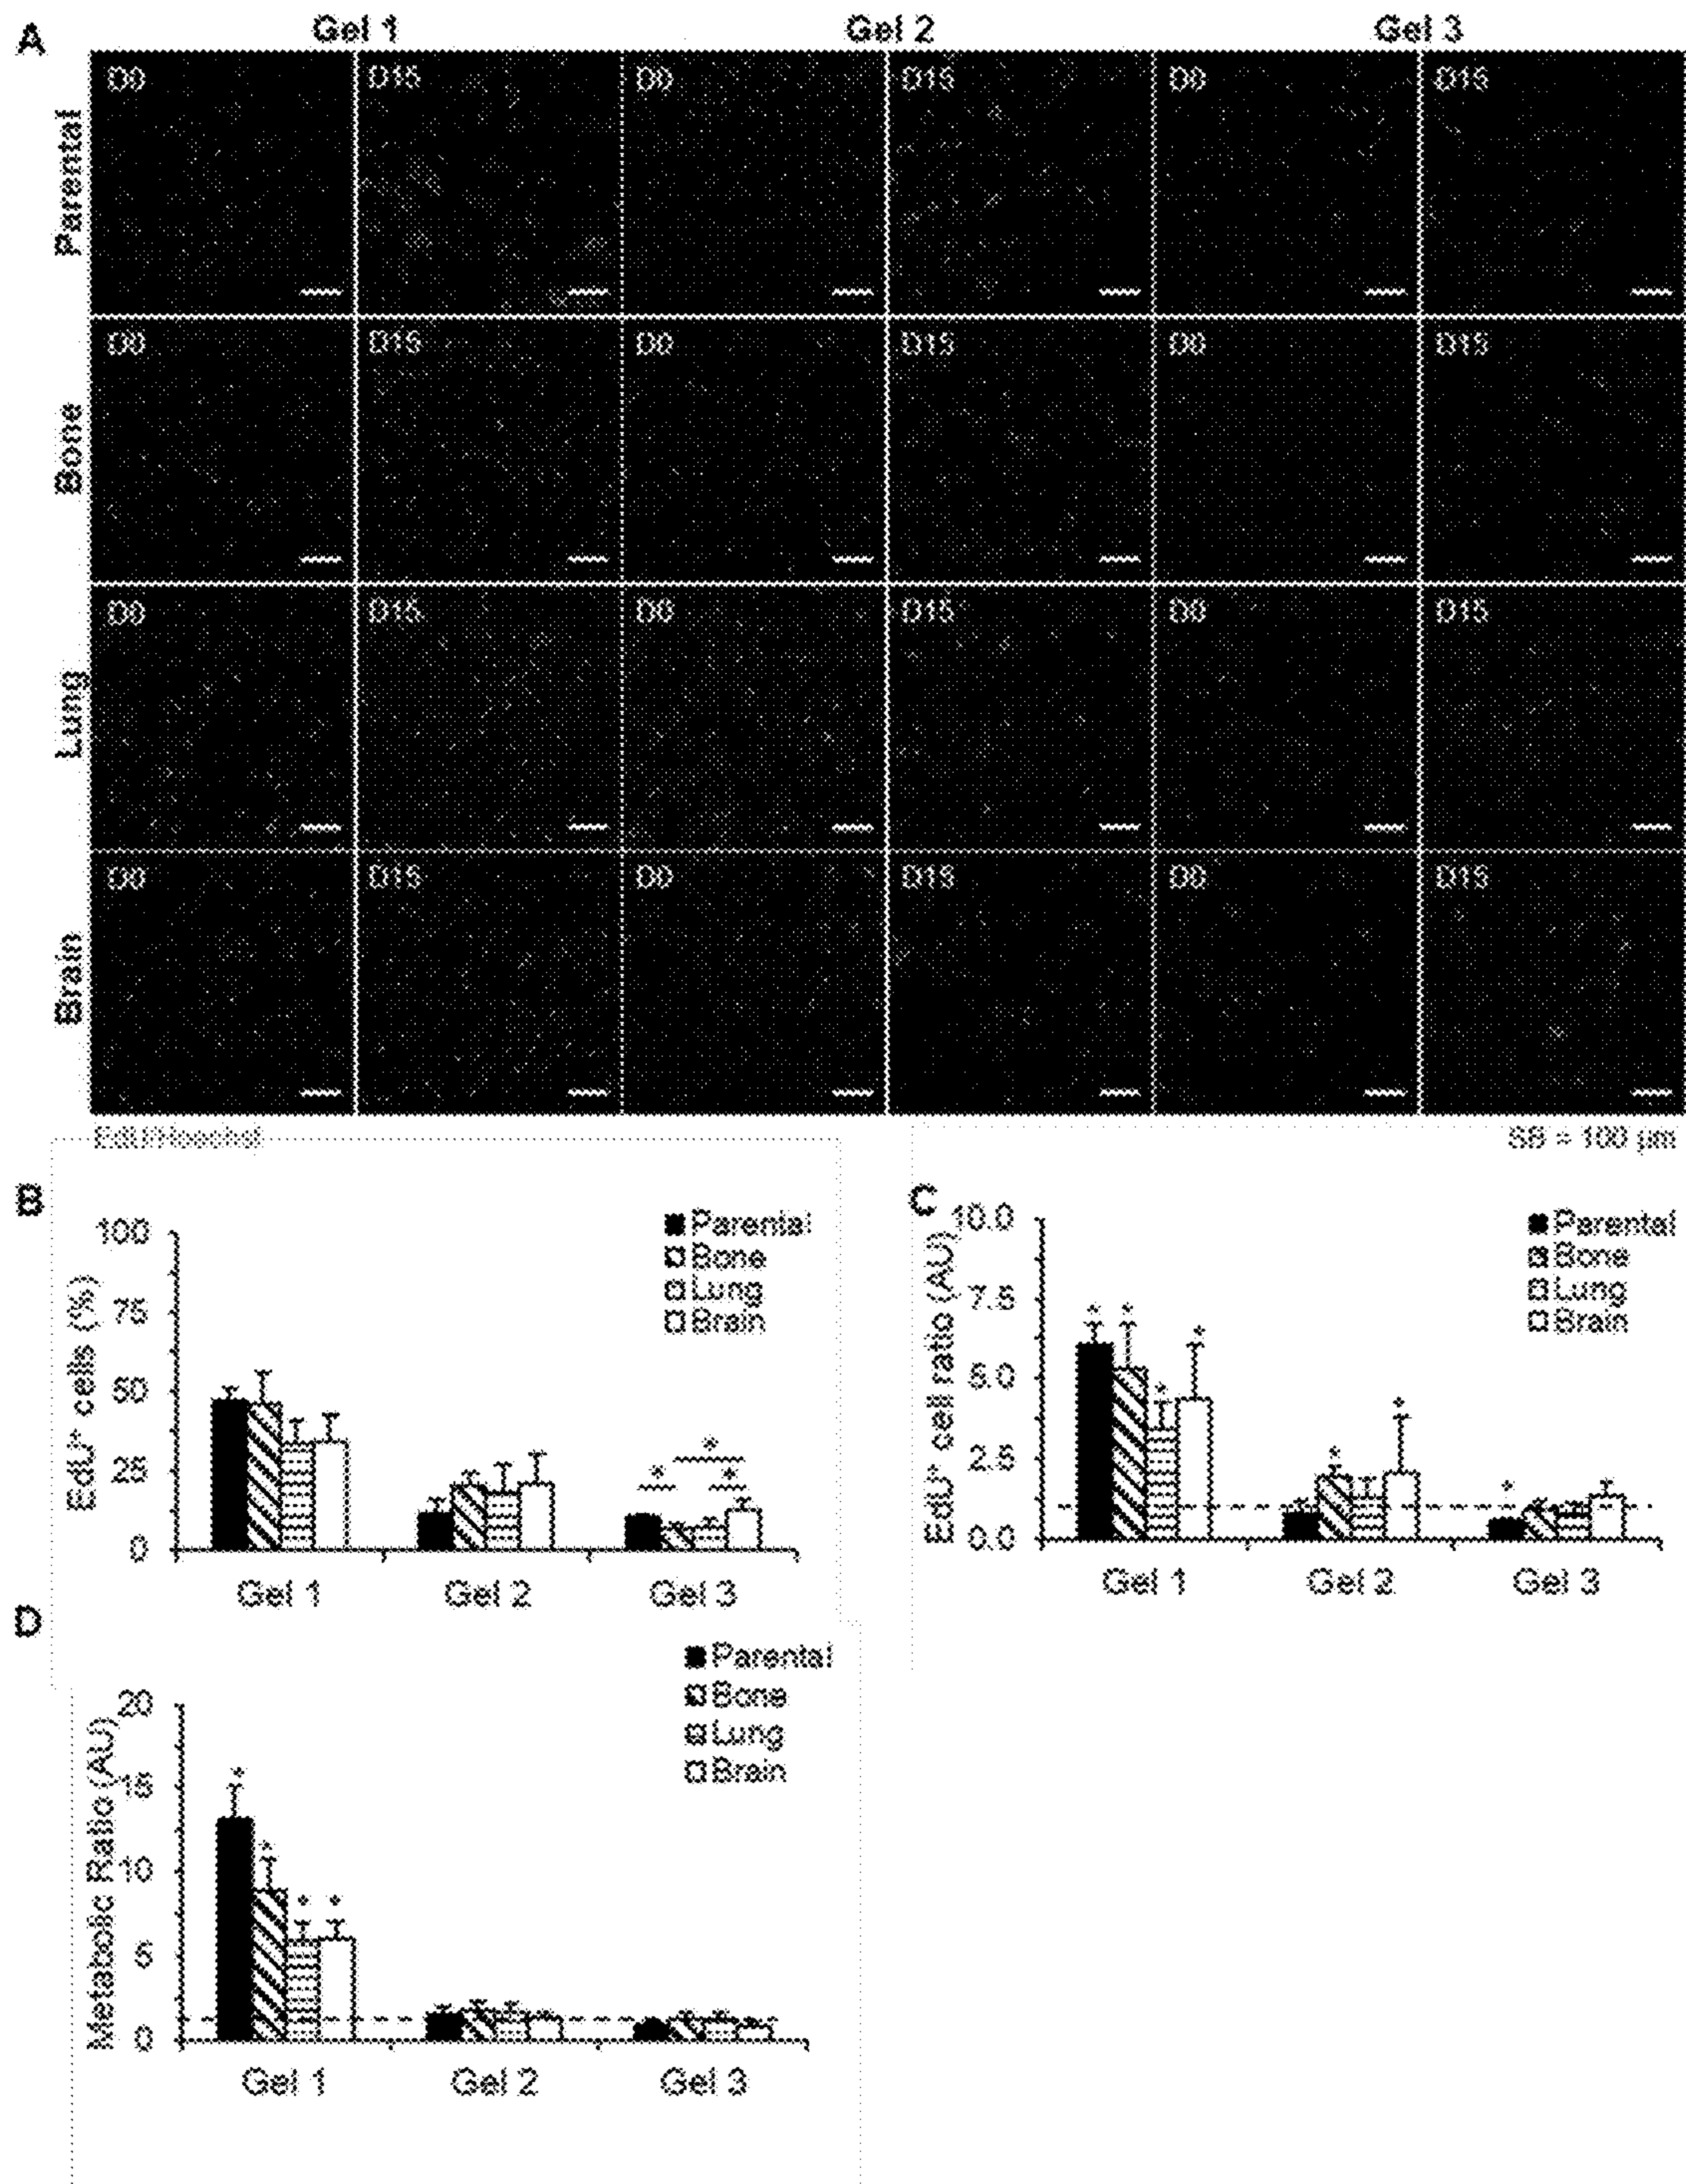 A
Gel 1 Gel 2 Gel 3
Parental D0 D15 D0 D15 D0 D15
Bone D0 D15 D0 D15 D0 D15
Lung D0 D15 D0 D15 D0 D15
Brain D0 D15 D0 D15 D0 D15
EdU/Hoechst SB = 100 μm
B
EdU⁺ cells (%)
100
75
50
25
0
Parental
Bone
Lung
Brain
* * *
Gel 1 Gel 2 Gel 3
C
EdU⁺ cell ratio (AU)
10.0
7.5
5.0
2.5
0.0
Parental
Bone
Lung
Brain
* * * * * * *
Gel 1 Gel 2 Gel 3
D
Metabolic Ratio (AU)
20
15
10
5
0
Parental
Bone
Lung
Brain
* * * *
Gel 1 Gel 2 Gel 3